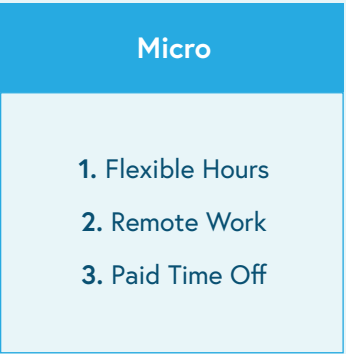 Micro
1. Flexible Hours
2. Remote Work
3. Paid Time Off